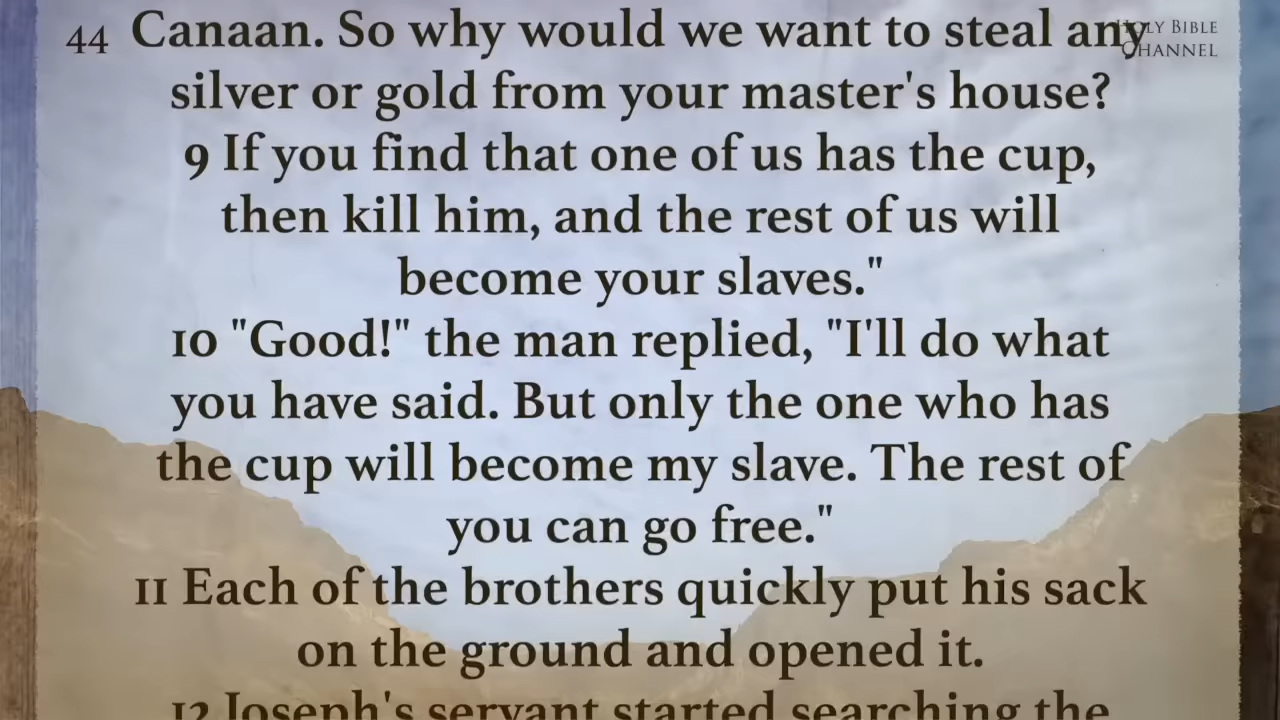 44 Canaan. So why would we want to steal any
HOLY BIBLE
CHANNEL
silver or gold from your master's house?
9 If you find that one of us has the cup,
then kill him, and the rest of us will
become your slaves."
10 "Good!" the man replied, "I'll do what
you have said. But only the one who has
the cup will become my slave. The rest of
you can go free."
11 Each of the brothers quickly put his sack
on the ground and opened it.
12 Joseph's servant started searching the